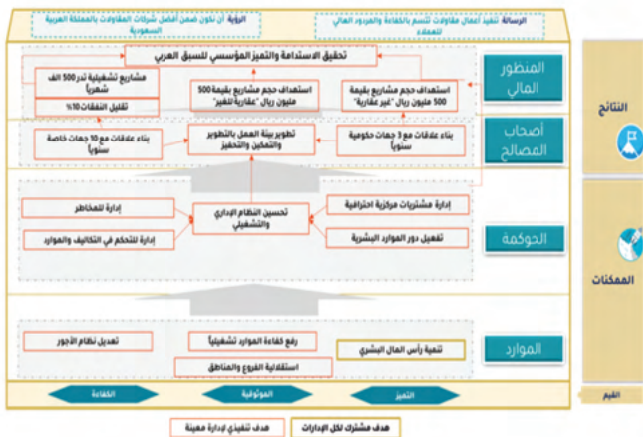 الرسالة تنفيذ أعمال مقاولات تتسم بالكفاءة والمردود العالي
للعملاء
الرؤية أن نكون ضمن أفضل شركات المقاولات بالمملكة العربية
السعودية
النتائج
المنظور
المالي
تحقيق الاستدامة والتميز المؤسسي للسبق العربي
استهداف حجم مشاريع بقيمة
500 مليون ريال "غير عقارية"
استهداف حجم مشاريع بقيمة 500
مليون ريال "عقارية للغير"
مشاريع تشغيلية تدر 500 الف
شهرياً
تقليل النفقات 10%
أصحاب
المصالح
بناء علاقات مع 3 جهات حكومية
سنوياً
تطوير بيئة العمل بالتطوير
والتمكين والتحفيز
بناء علاقات مع 10 جهات خاصة
سنوياً
الممكنات
الحوكمة
إدارة مشتريات مركزية احترافية
تفعيل دور الموارد البشرية
تحسين النظام الإداري
والتشغيلي
إدارة للمخاطر
إدارة للتحكم في التكاليف والموارد
الموارد
تنمية رأس المال البشري
رفع كفاءة الموارد تشغيلياً
استقلالية الفروع والمناطق
تعديل نظام الأجور
القيم
التميز
الموثوقية
الكفاءة
هدف مشترك لكل الإدارات
هدف تنفيذي لإدارة معينة